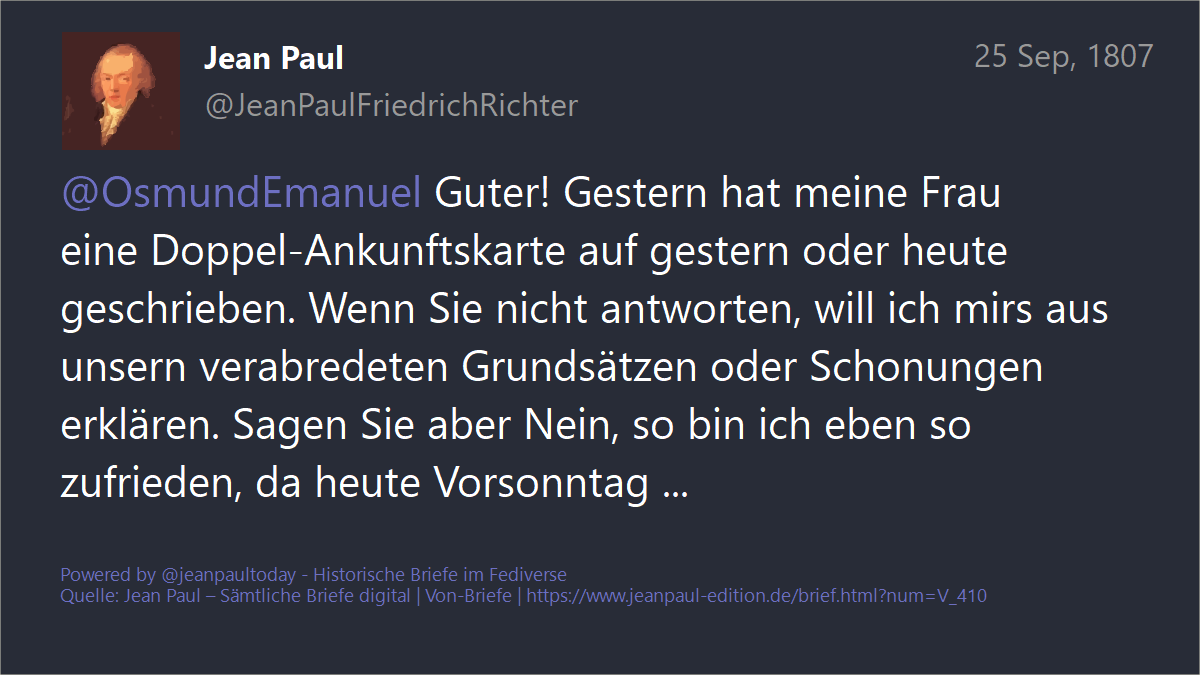 Jean Paul
25 Sep, 1807
@JeanPaulFriedrichRichter
@OsmundEmanuel Guter! Gestern hat meine Frau
eine Doppel-Ankunftskarte auf gestern oder heute
geschrieben. Wenn Sie nicht antworten, will ich mirs aus
unsern verabredeten Grundsätzen oder Schonungen
erklären. Sagen Sie aber Nein, so bin ich eben so
zufrieden, da heute Vorsonntag ...
Powered by @jeanpaultoday - Historische Briefe im Fediverse
Quelle: Jean Paul – Sämtliche Briefe digital | Von-Briefe | https://www.jeanpaul-edition.de/brief.html?num=V_410